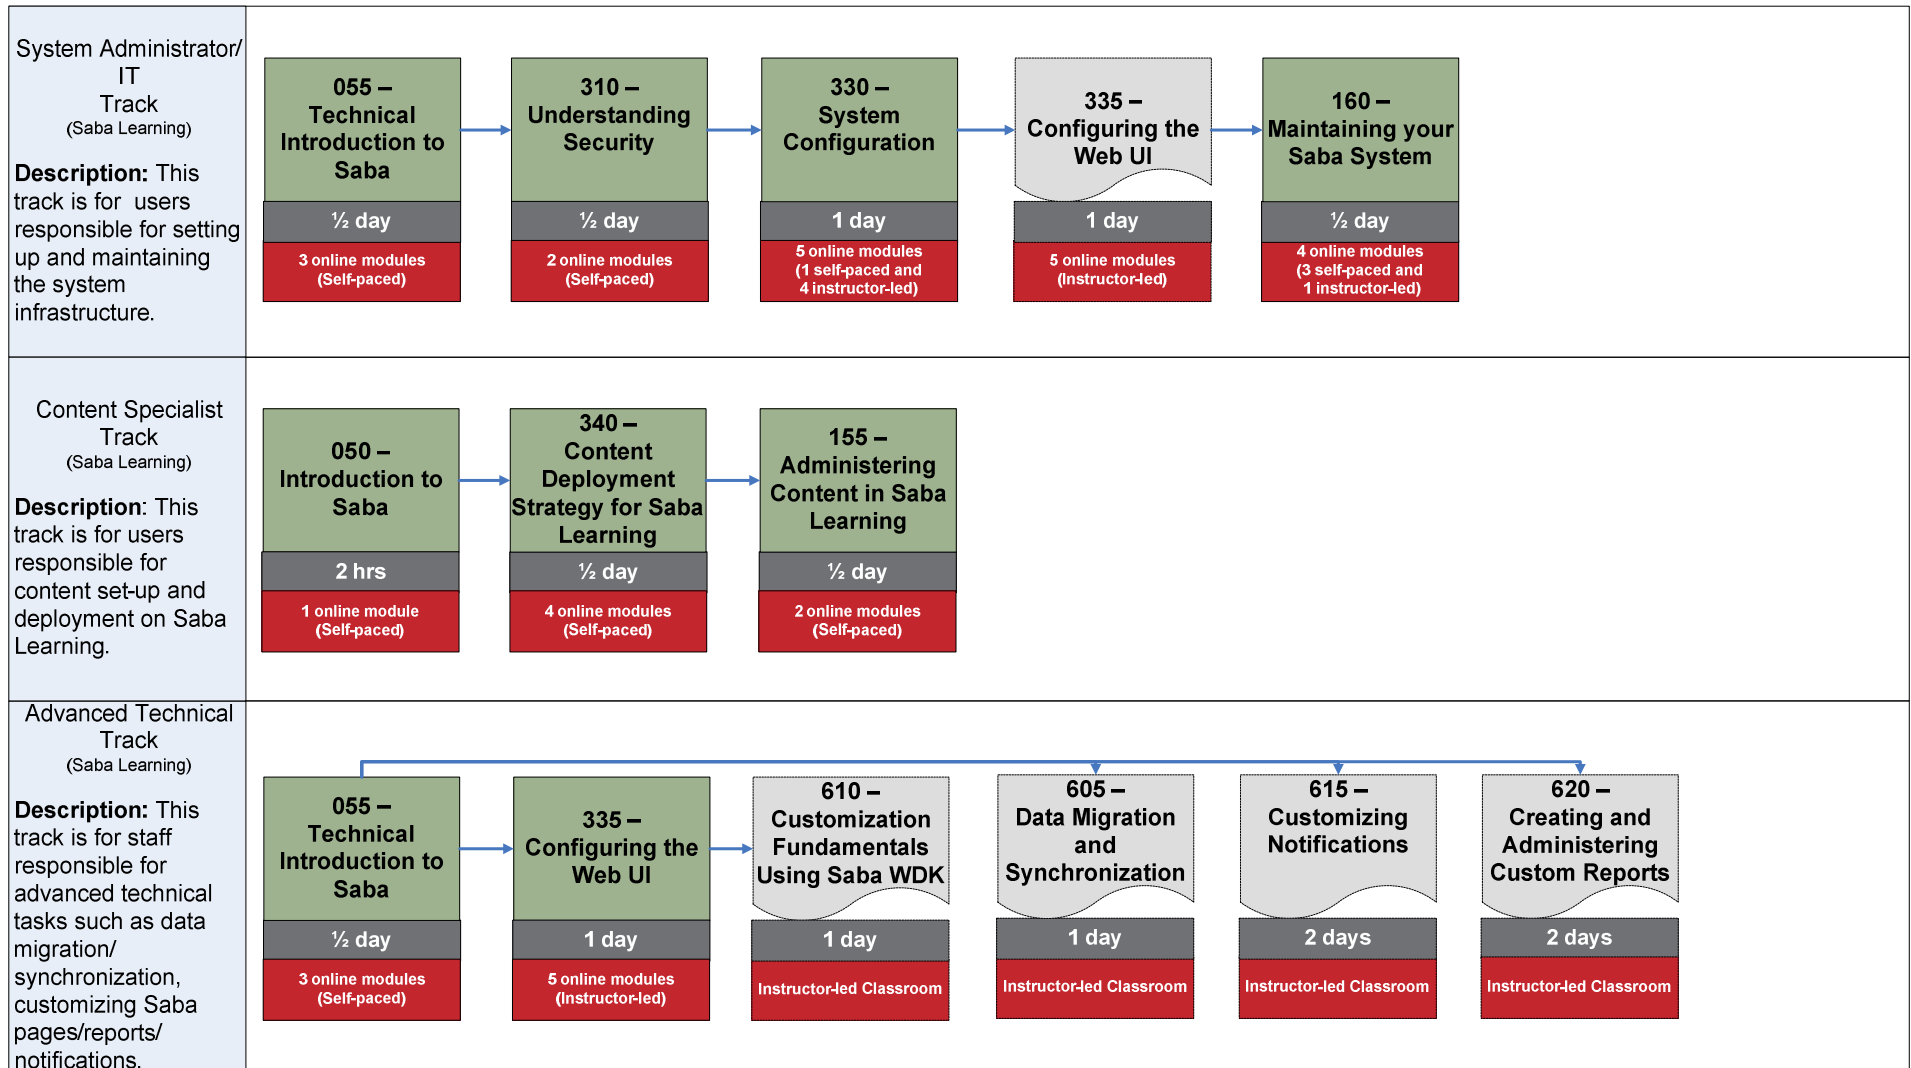 System Administrator/
IT
Track
(Saba Learning)
Description: This
track is for users
responsible for setting
up and maintaining
the system
infrastructure.
055 –
Technical
Introduction to
Saba
½ day
3 online modules
(Self-paced)
310 –
Understanding
Security
½ day
2 online modules
(Self-paced)
330 –
System
Configuration
1 day
5 online modules
(1 self-paced and
4 instructor-led)
335 –
Configuring the
Web UI
1 day
5 online modules
(Instructor-led)
160 –
Maintaining your
Saba System
½ day
4 online modules
(3 self-paced and
1 instructor-led)
Content Specialist
Track
(Saba Learning)
Description: This
track is for users
responsible for
content set-up and
deployment on Saba
Learning.
050 –
Introduction to
Saba
2 hrs
1 online module
(Self-paced)
340 –
Content
Deployment
Strategy for Saba
Learning
½ day
4 online modules
(Self-paced)
155 –
Administering
Content in Saba
Learning
½ day
2 online modules
(Self-paced)
Advanced Technical
Track
(Saba Learning)
Description: This
track is for staff
responsible for
advanced technical
tasks such as data
migration/
synchronization,
customizing Saba
pages/reports/
notifications.
055 –
Technical
Introduction to
Saba
½ day
3 online modules
(Self-paced)
335 –
Configuring the
Web UI
1 day
5 online modules
(Instructor-led)
610 –
Customization
Fundamentals
Using Saba WDK
1 day
Instructor-led Classroom
605 –
Data Migration
and
Synchronization
1 day
Instructor-led Classroom
615 –
Customizing
Notifications
2 days
Instructor-led Classroom
620 –
Creating and
Administering
Custom Reports
2 days
Instructor-led Classroom